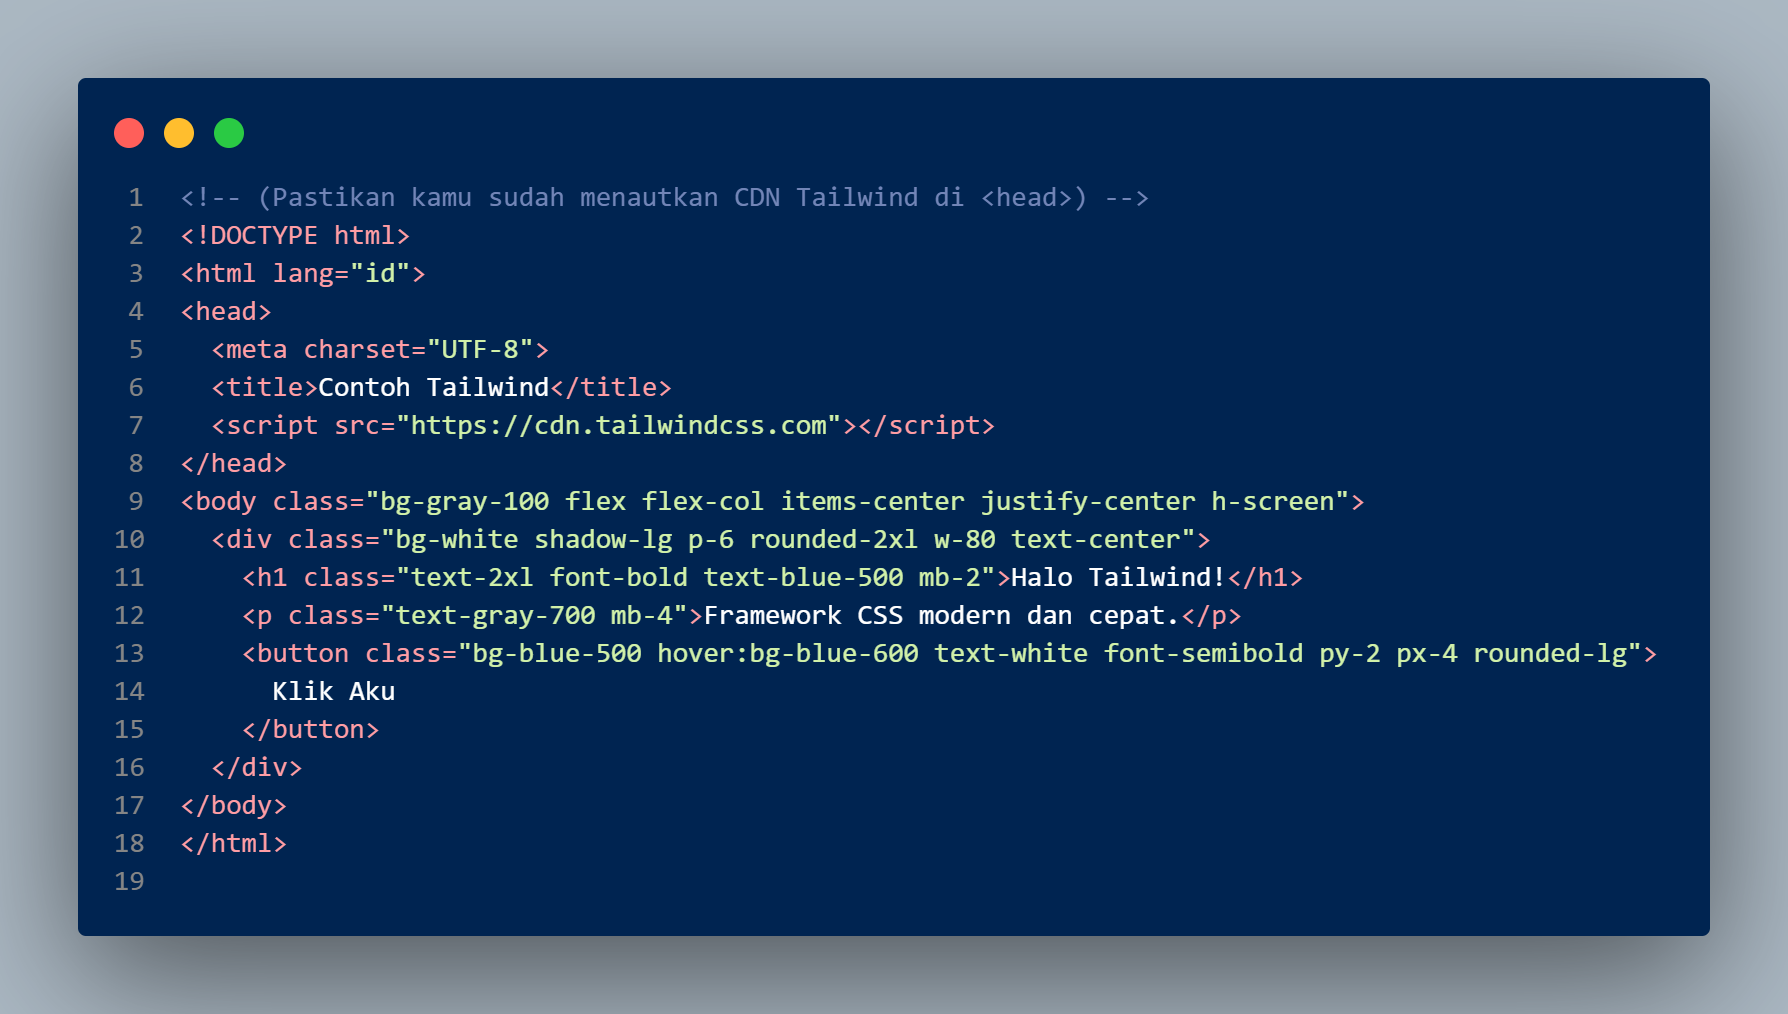 1 <!-- (Pastikan kamu sudah menautkan CDN Tailwind di <head>) -->
2 <!DOCTYPE html>
3 <html lang="id">
4 <head>
5   <meta charset="UTF-8">
6   <title>Contoh Tailwind</title>
7   <script src="https://cdn.tailwindcss.com"></script>
8 </head>
9 <body class="bg-gray-100 flex flex-col items-center justify-center h-screen">
10   <div class="bg-white shadow-lg p-6 rounded-2xl w-80 text-center">
11     <h1 class="text-2xl font-bold text-blue-500 mb-2">Halo Tailwind!</h1>
12     <p class="text-gray-700 mb-4">Framework CSS modern dan cepat.</p>
13     <button class="bg-blue-500 hover:bg-blue-600 text-white font-semibold py-2 px-4 rounded-lg">
14       Klik Aku
15     </button>
16   </div>
17 </body>
18 </html>
19